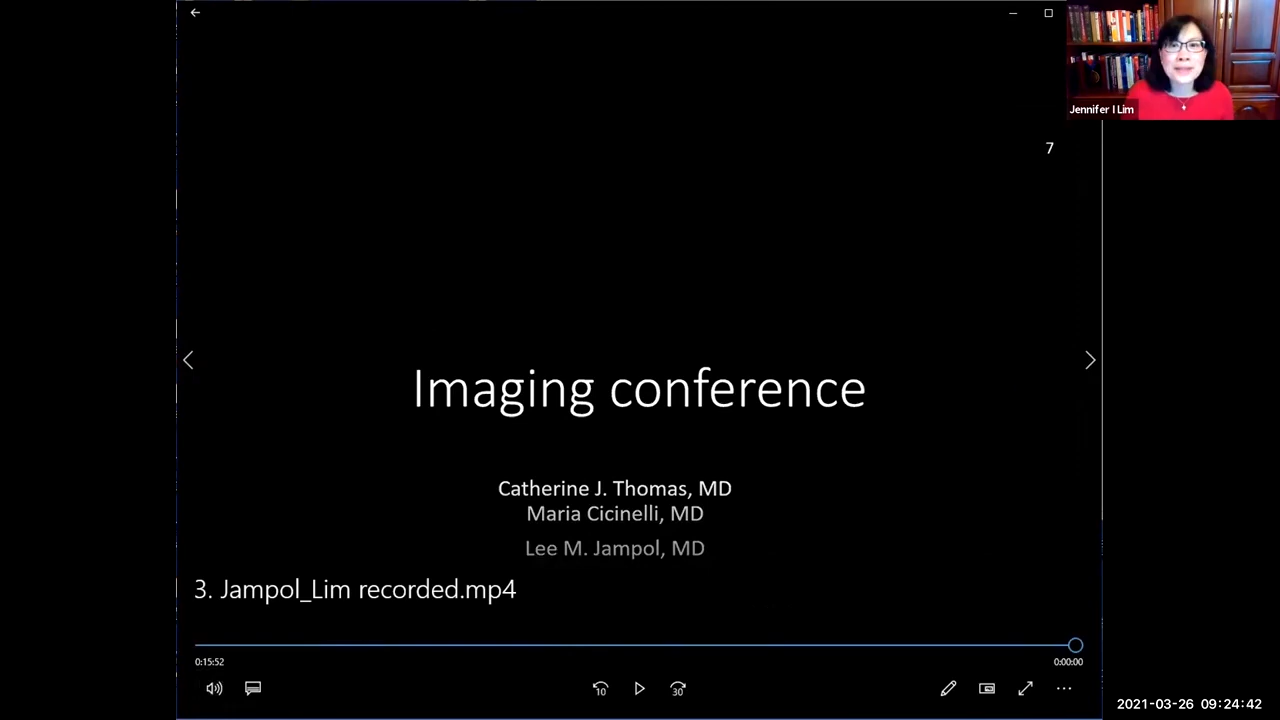 Jennifer I Lim
7
Imaging conference
Catherine J. Thomas, MD
Maria Cicinelli, MD
Lee M. Jampol, MD
3. Jampol_Lim recorded.mp4
0:15:52
0:00:00
10
30
2021-03-26 09:24:42